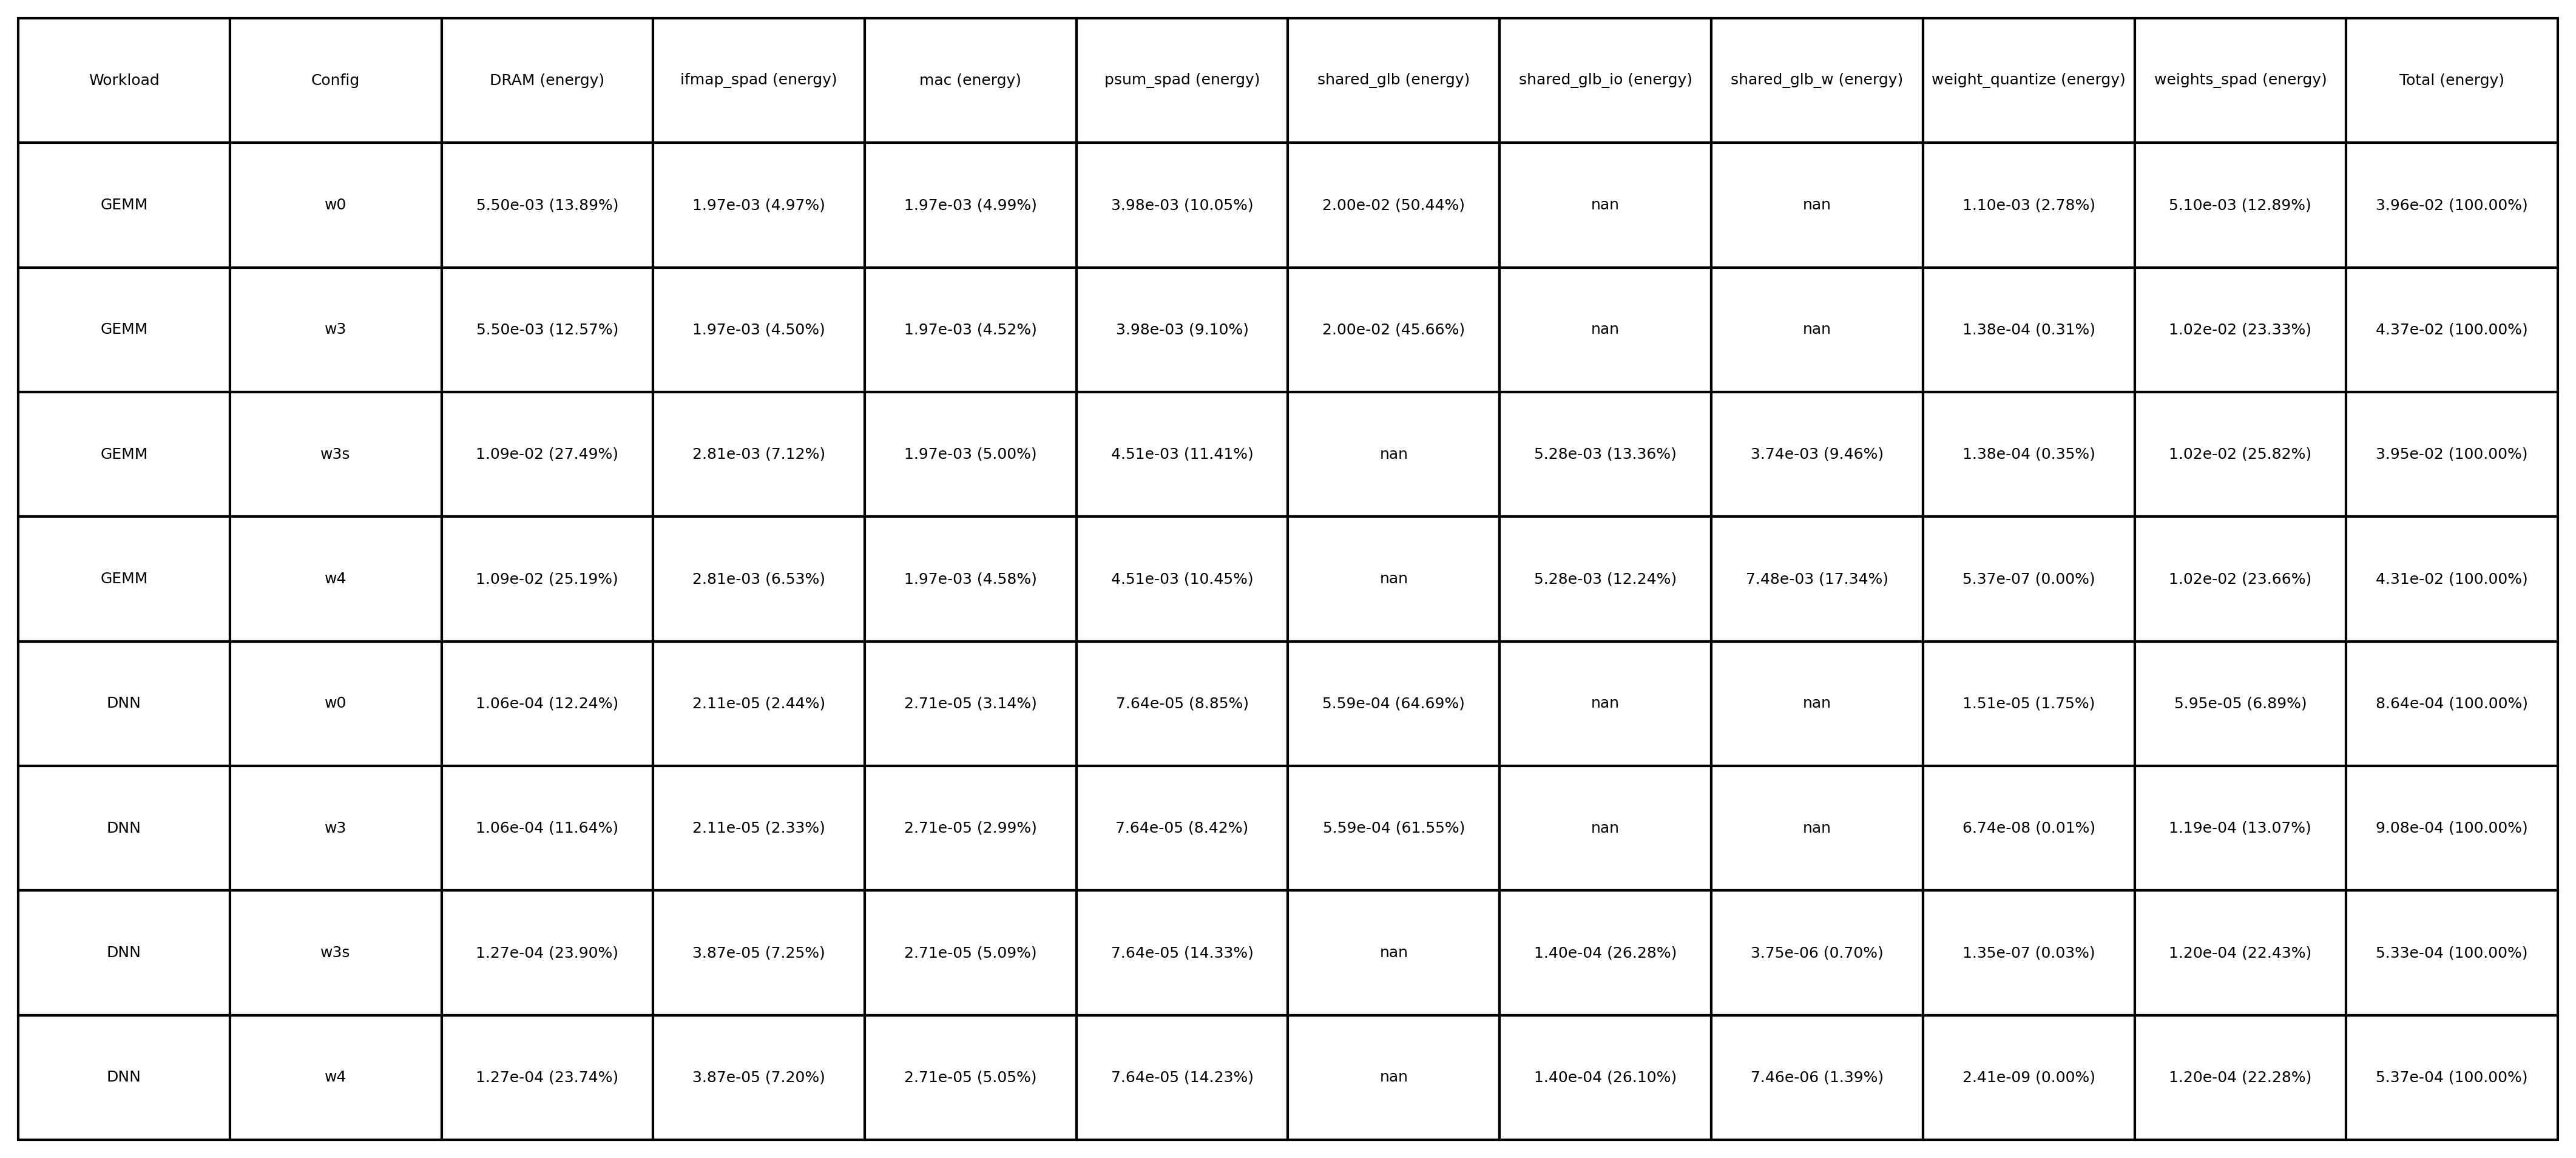 Workload Config DRAM (energy) ifmap_spad (energy) mac (energy) psum_spad (energy) shared_glb (energy) shared_glb_io (energy) shared_glb_w (energy) weight_quantize (energy) weights_spad (energy) Total (energy)
GEMM w0 5.50e-03 (13.89%) 1.97e-03 (4.97%) 1.97e-03 (4.99%) 3.98e-03 (10.05%) 2.00e-02 (50.44%) nan nan 1.10e-03 (2.78%) 5.10e-03 (12.89%) 3.96e-02 (100.00%)
GEMM w3 5.50e-03 (12.57%) 1.97e-03 (4.50%) 1.97e-03 (4.52%) 3.98e-03 (9.10%) 2.00e-02 (45.66%) nan nan 1.38e-04 (0.31%) 1.02e-02 (23.33%) 4.37e-02 (100.00%)
GEMM w3s 1.09e-02 (27.49%) 2.81e-03 (7.12%) 1.97e-03 (5.00%) 4.51e-03 (11.41%) nan 5.28e-03 (13.36%) 3.74e-03 (9.46%) 1.38e-04 (0.35%) 1.02e-02 (25.82%) 3.95e-02 (100.00%)
GEMM w4 1.09e-02 (25.19%) 2.81e-03 (6.53%) 1.97e-03 (4.58%) 4.51e-03 (10.45%) nan 5.28e-03 (12.24%) 7.48e-03 (17.34%) 5.37e-07 (0.00%) 1.02e-02 (23.66%) 4.31e-02 (100.00%)
DNN w0 1.06e-04 (12.24%) 2.11e-05 (2.44%) 2.71e-05 (3.14%) 7.64e-05 (8.85%) 5.59e-04 (64.69%) nan nan 1.51e-05 (1.75%) 5.95e-05 (6.89%) 8.64e-04 (100.00%)
DNN w3 1.06e-04 (11.64%) 2.11e-05 (2.33%) 2.71e-05 (2.99%) 7.64e-05 (8.42%) 5.59e-04 (61.55%) nan nan 6.74e-08 (0.01%) 1.19e-04 (13.07%) 9.08e-04 (100.00%)
DNN w3s 1.27e-04 (23.90%) 3.87e-05 (7.25%) 2.71e-05 (5.09%) 7.64e-05 (14.33%) nan 1.40e-04 (26.28%) 3.75e-06 (0.70%) 1.35e-07 (0.03%) 1.20e-04 (22.43%) 5.33e-04 (100.00%)
DNN w4 1.27e-04 (23.74%) 3.87e-05 (7.20%) 2.71e-05 (5.05%) 7.64e-05 (14.23%) nan 1.40e-04 (26.10%) 7.46e-06 (1.39%) 2.41e-09 (0.00%) 1.20e-04 (22.28%) 5.37e-04 (100.00%)